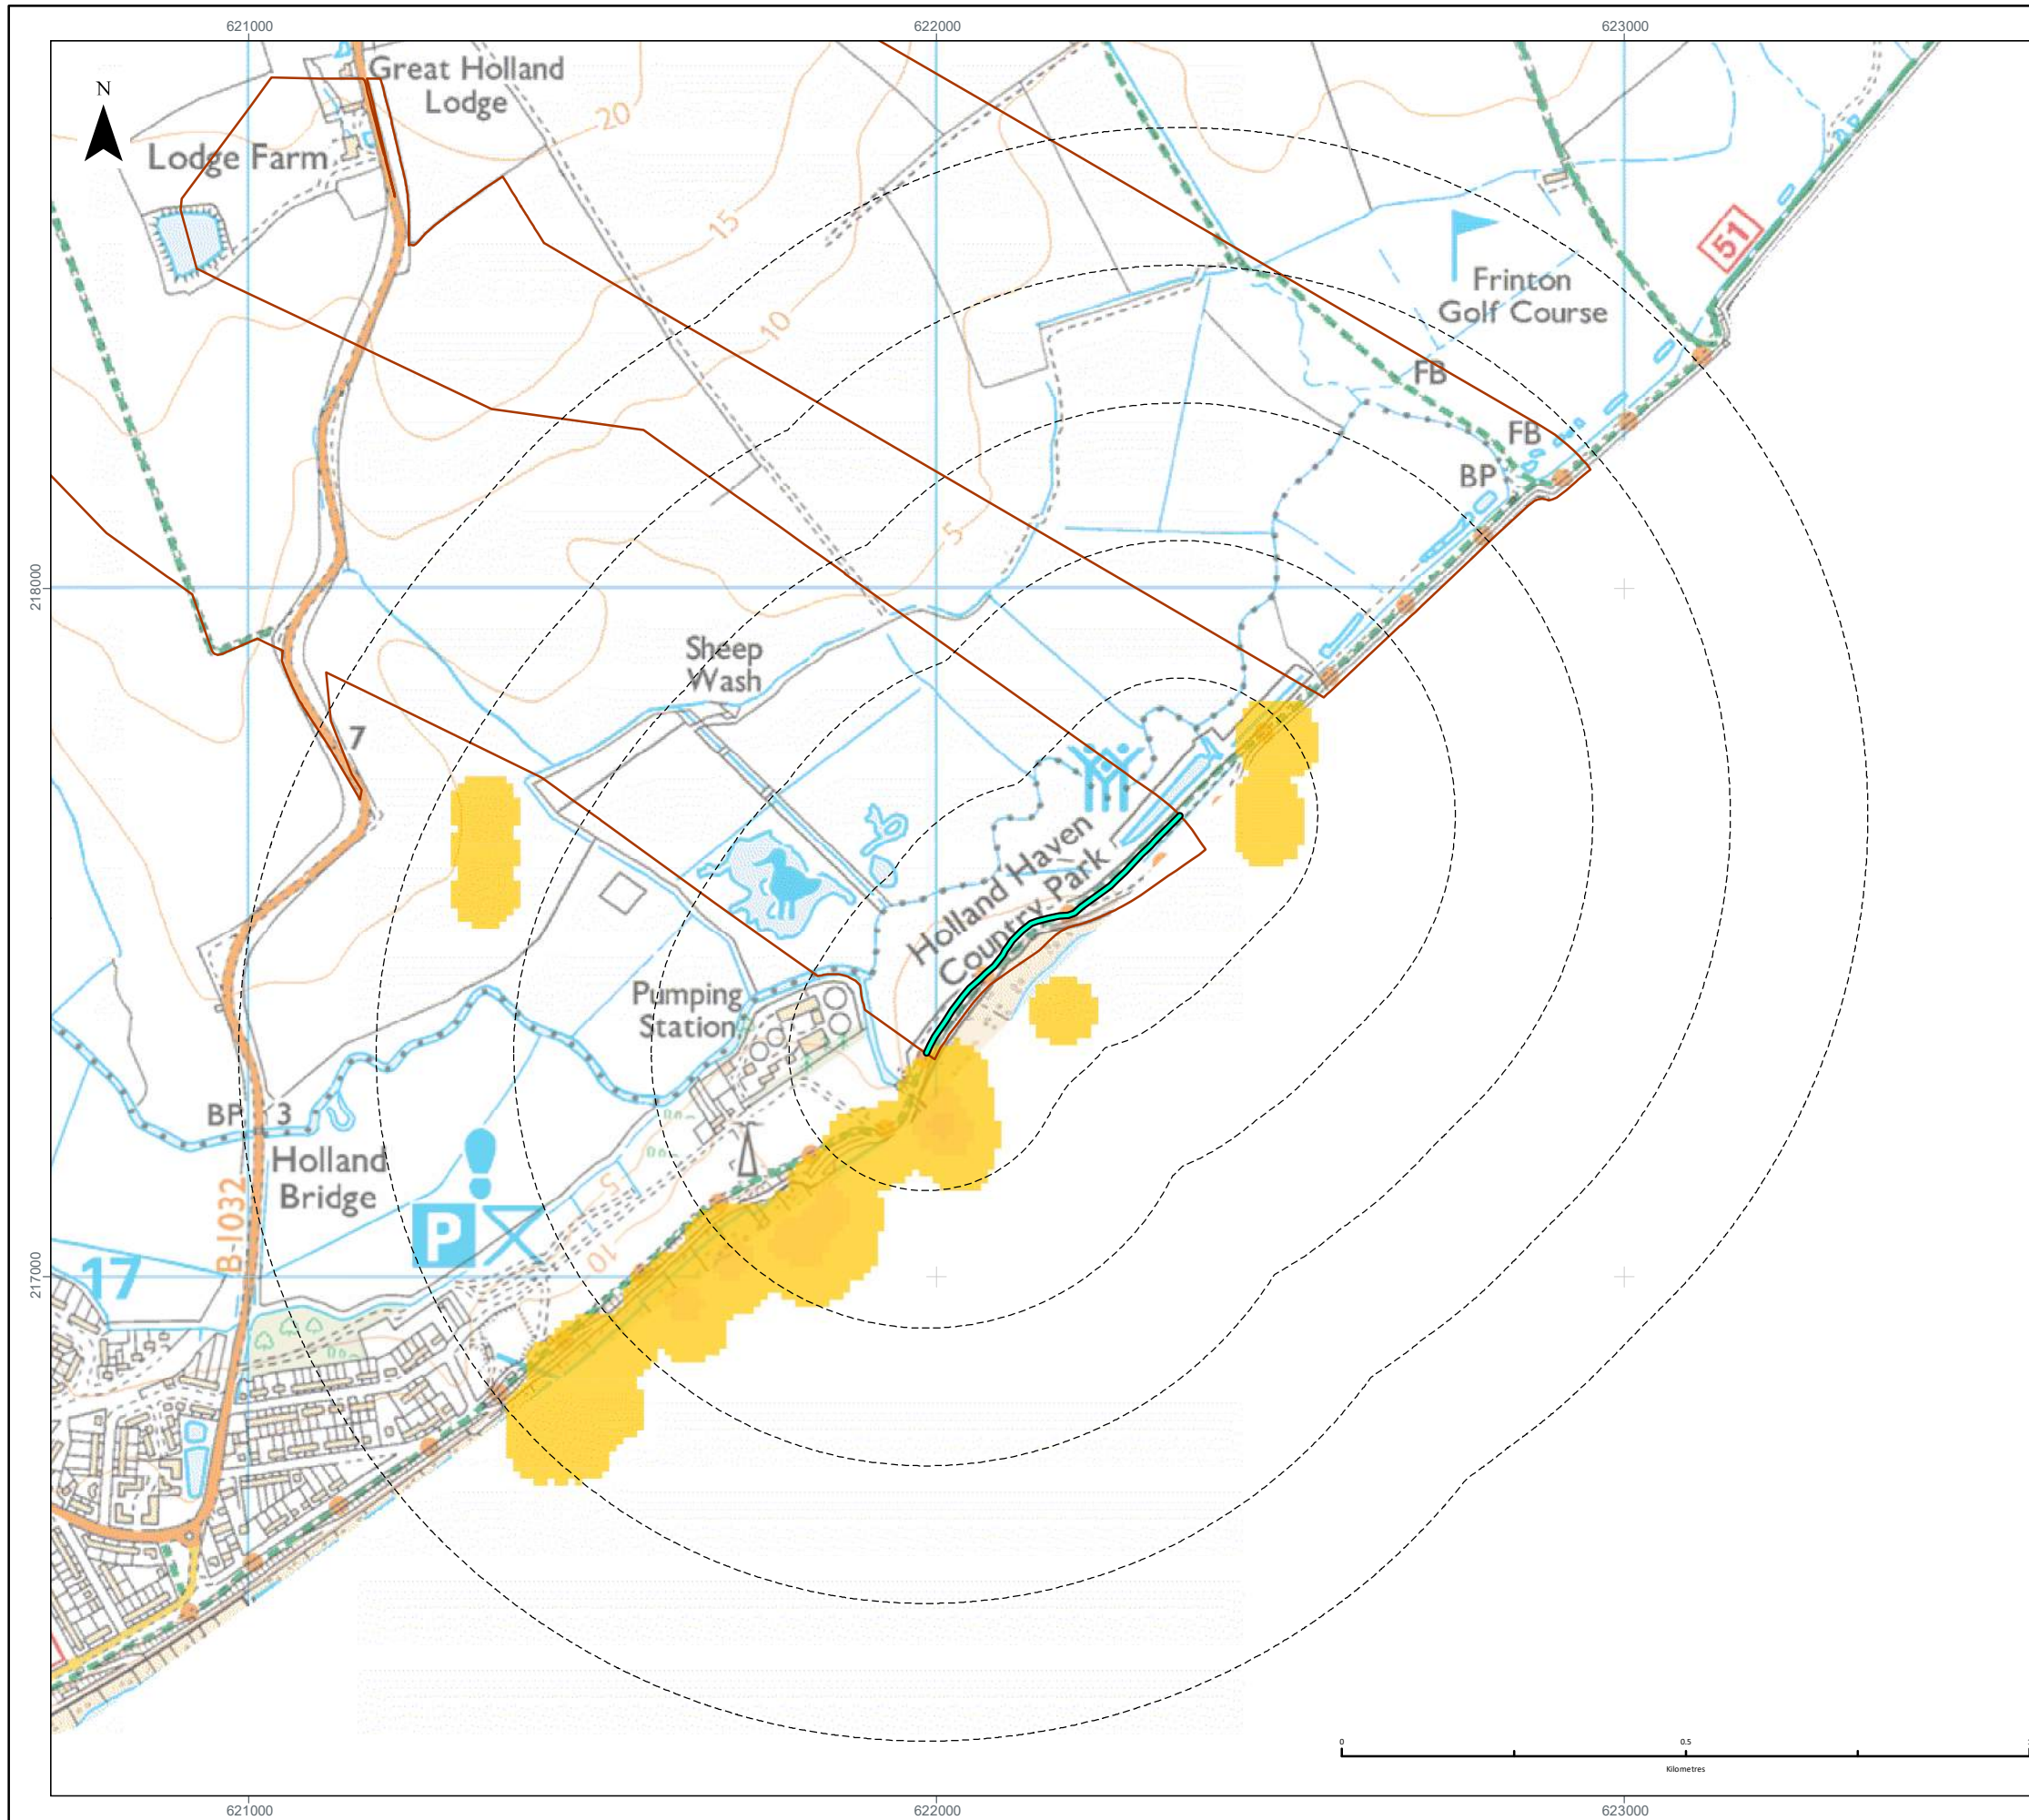 621000
622000
623000
N
Great Holland
Lodge
20
Lodge Farm
15
51
Frinton
Golf Course
10
FB
FB
BP
5
218000
Sheep
Wash
7
Holland Haven
Country Park
Pumping
Station
BP
3
Holland
Bridge
B 1032
5
P
10
17
217000
0
0.5
Kilometres
621000
622000
623000